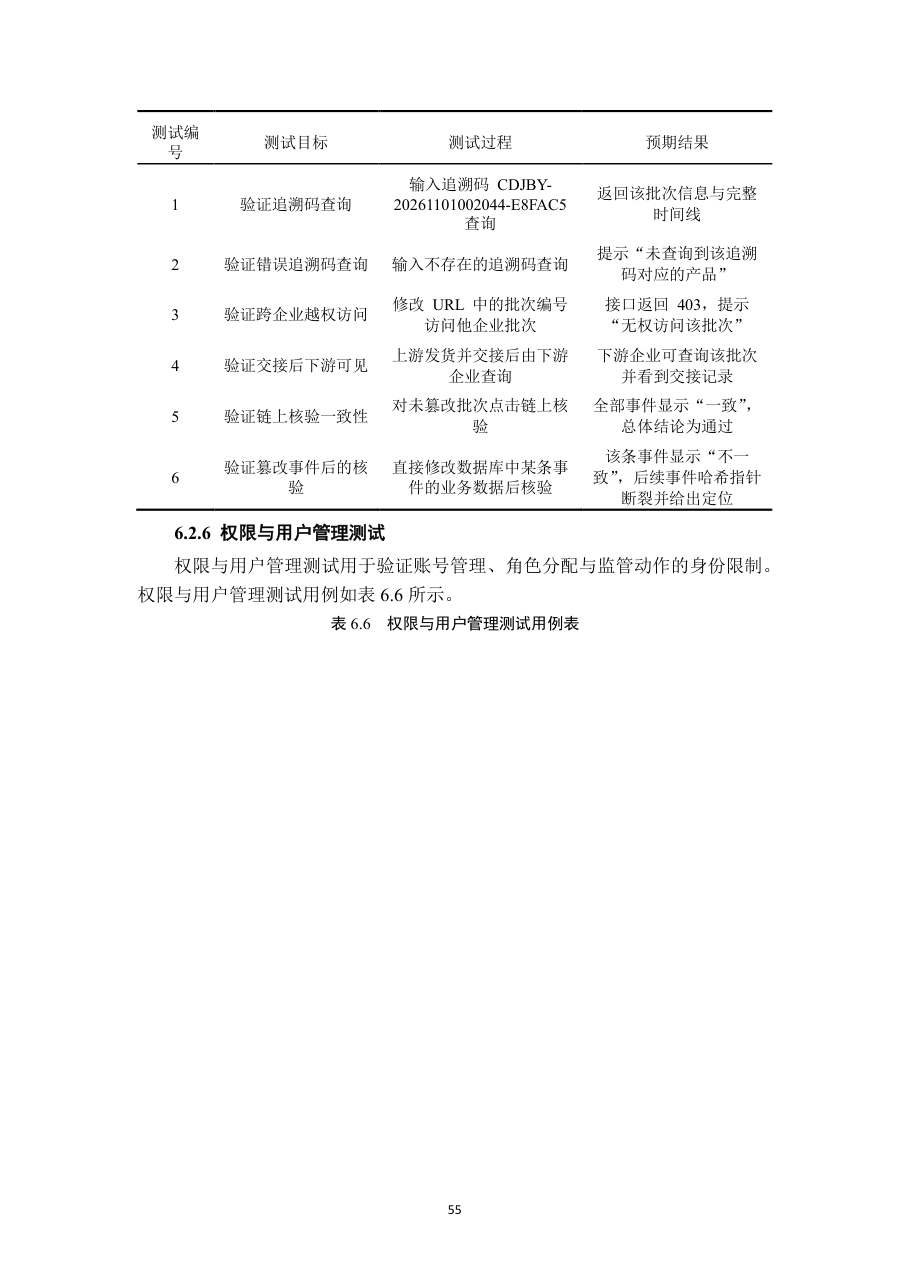 测试编 测试目标 测试过程 预期结果
号
1 验证追溯码查询 输入追溯码 CDJBY- 返回该批次信息与完整
20261101002044-E8FAC5 时间线
查询
2 验证错误追溯码查询 输入不存在的追溯码查询 提示“未查询到该追溯
码对应的产品”
3 验证跨企业越权访问 修改 URL 中的批次编号 接口返回 403，提示
访问他企业批次 “无权访问该批次”
4 验证交接后下游可见 上游发货并交接后由下游 下游企业可查询该批次
企业查询 并看到交接记录
5 验证链上核验一致性 对未篡改批次点击链上核 全部事件显示“一致”，
验 总体结论为通过
6 验证篡改事件后的核 直接修改数据库中某条事 该条事件显示“不一
验 件的业务数据后核验 致”，后续事件哈希指针
断裂并给出定位
6.2.6 权限与用户管理测试
权限与用户管理测试用于验证账号管理、角色分配与监管动作的身份限制。
权限与用户管理测试用例如表 6.6 所示。
表 6.6 权限与用户管理测试用例表
55